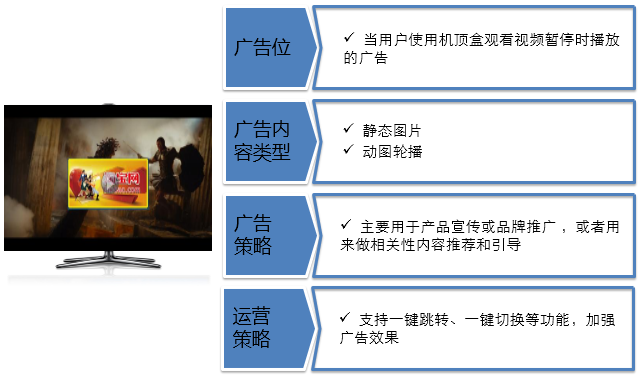 广告位
✓ 当用户使用机顶盒观看视频暂停时播放
的广告
广告内
容类型
✓ 静态图片
✓ 动图轮播
广告
策略
✓ 主要用于产品宣传或品牌推广，或者用
来做相关性内容推荐和引导
运营
策略
✓ 支持一键跳转、一键切换等功能，加强
广告效果